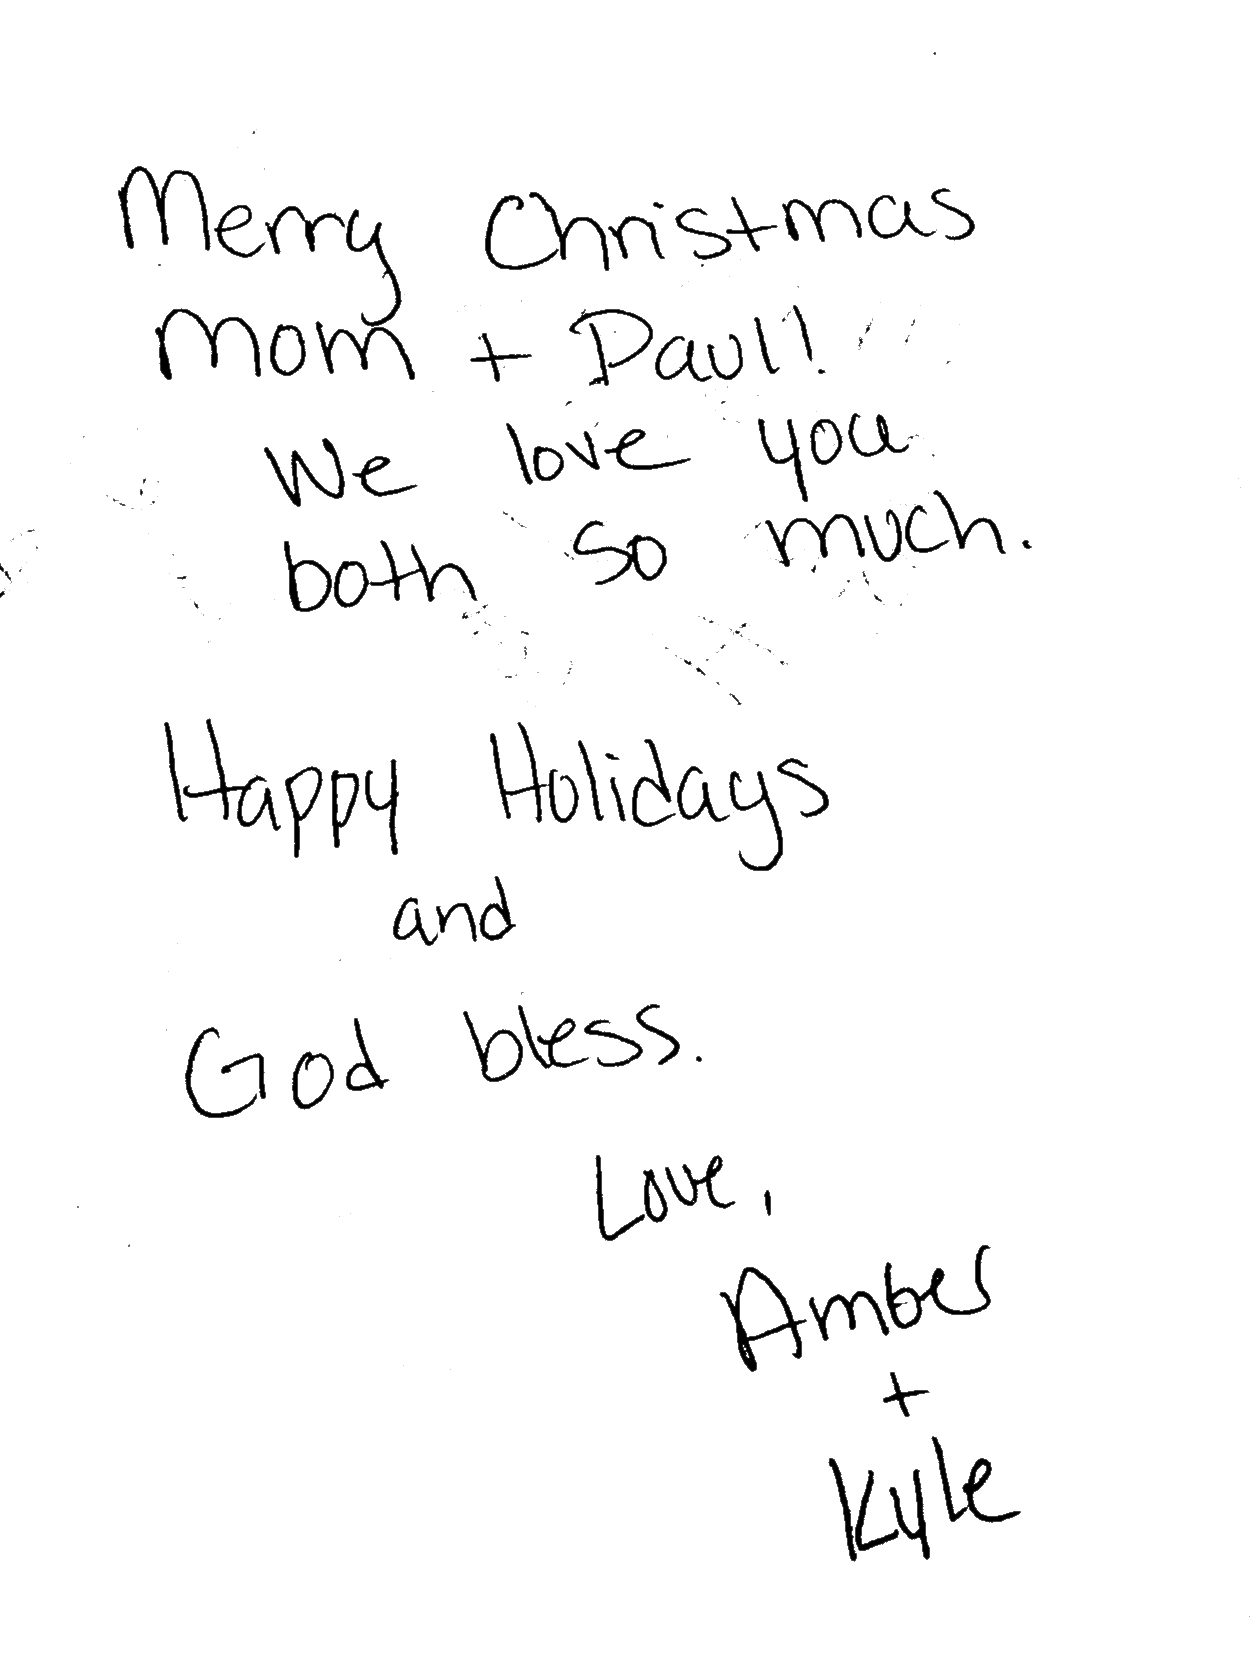 Merry Christmas
Mom + Paul!
We love you
both so much.
Happy Holidays
and
God bless.
Love,
Amber
+
Kyle